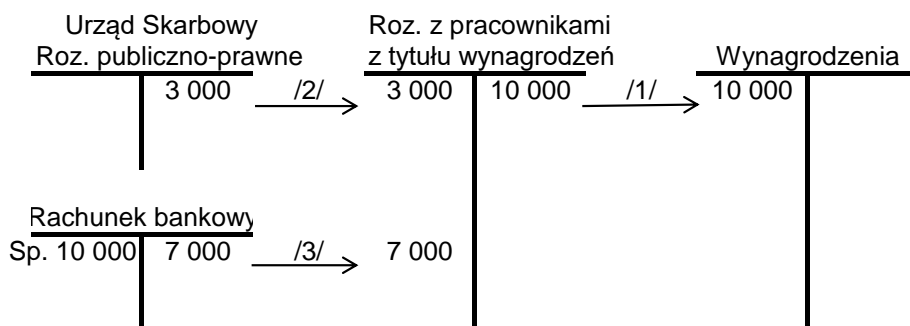 Urząd Skarbowy Roz. z pracownikami
Roz. publiczno-prawne z tytułu wynagrodzeń Wynagrodzenia
3 000 /2/ 3 000 10 000 /1/ 10 000
Rachunek bankowy
Sp. 10 000 7 000 /3/ 7 000